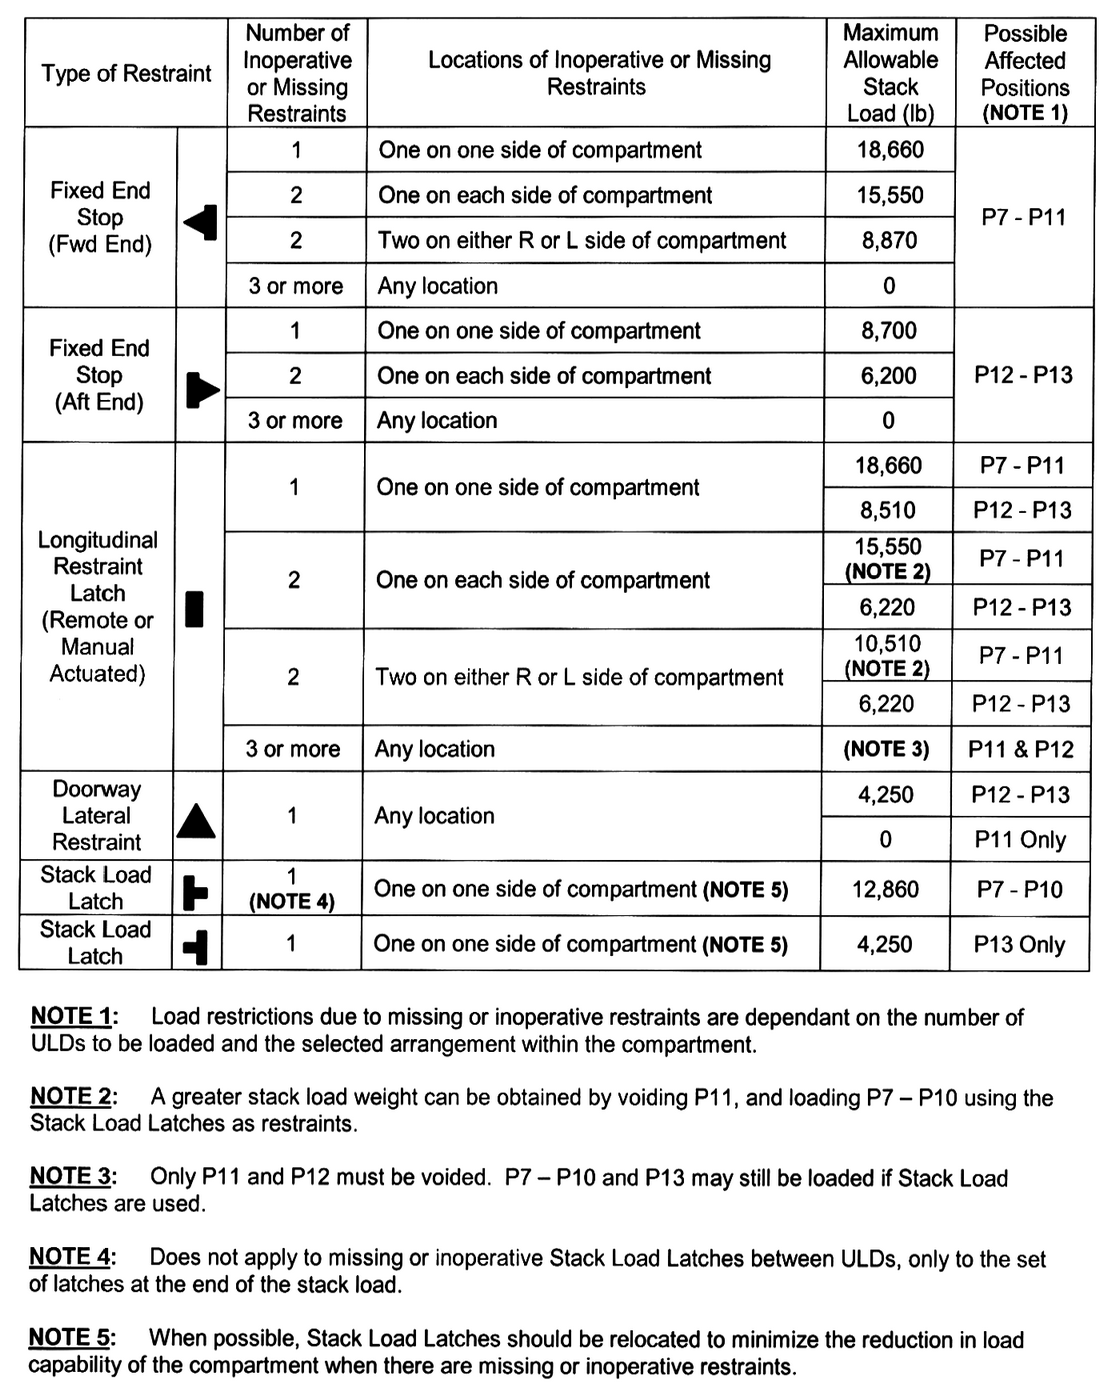 Type of Restraint
Number of
Inoperative
or Missing
Restraints
Locations of Inoperative or Missing
Restraints
Maximum
Allowable
Stack
Load (lb)
Possible
Affected
Positions
(NOTE 1)
Fixed End
Stop
(Fwd End)
1
One on one side of compartment
18,660
P7 - P11
2
One on each side of compartment
15,550
2
Two on either R or L side of compartment
8,870
3 or more
Any location
0
Fixed End
Stop
(Aft End)
1
One on one side of compartment
8,700
P12 - P13
2
One on each side of compartment
6,200
3 or more
Any location
0
Longitudinal
Restraint
Latch
(Remote or
Manual
Actuated)
1
One on one side of compartment
18,660
P7 - P11
8,510
P12 - P13
2
One on each side of compartment
15,550
(NOTE 2)
P7 - P11
6,220
P12 - P13
2
Two on either R or L side of compartment
10,510
(NOTE 2)
P7 - P11
6,220
P12 - P13
3 or more
Any location
(NOTE 3)
P11 & P12
Doorway
Lateral
Restraint
1
Any location
4,250
P12 - P13
0
P11 Only
Stack Load
Latch
1
(NOTE 4)
One on one side of compartment (NOTE 5)
12,860
P7 - P10
Stack Load
Latch
1
One on one side of compartment (NOTE 5)
4,250
P13 Only
NOTE 1: Load restrictions due to missing or inoperative restraints are dependant on the number of
ULDs to be loaded and the selected arrangement within the compartment.
NOTE 2: A greater stack load weight can be obtained by voiding P11, and loading P7 – P10 using the
Stack Load Latches as restraints.
NOTE 3: Only P11 and P12 must be voided. P7 – P10 and P13 may still be loaded if Stack Load
Latches are used.
NOTE 4: Does not apply to missing or inoperative Stack Load Latches between ULDs, only to the set
of latches at the end of the stack load.
NOTE 5: When possible, Stack Load Latches should be relocated to minimize the reduction in load
capability of the compartment when there are missing or inoperative restraints.